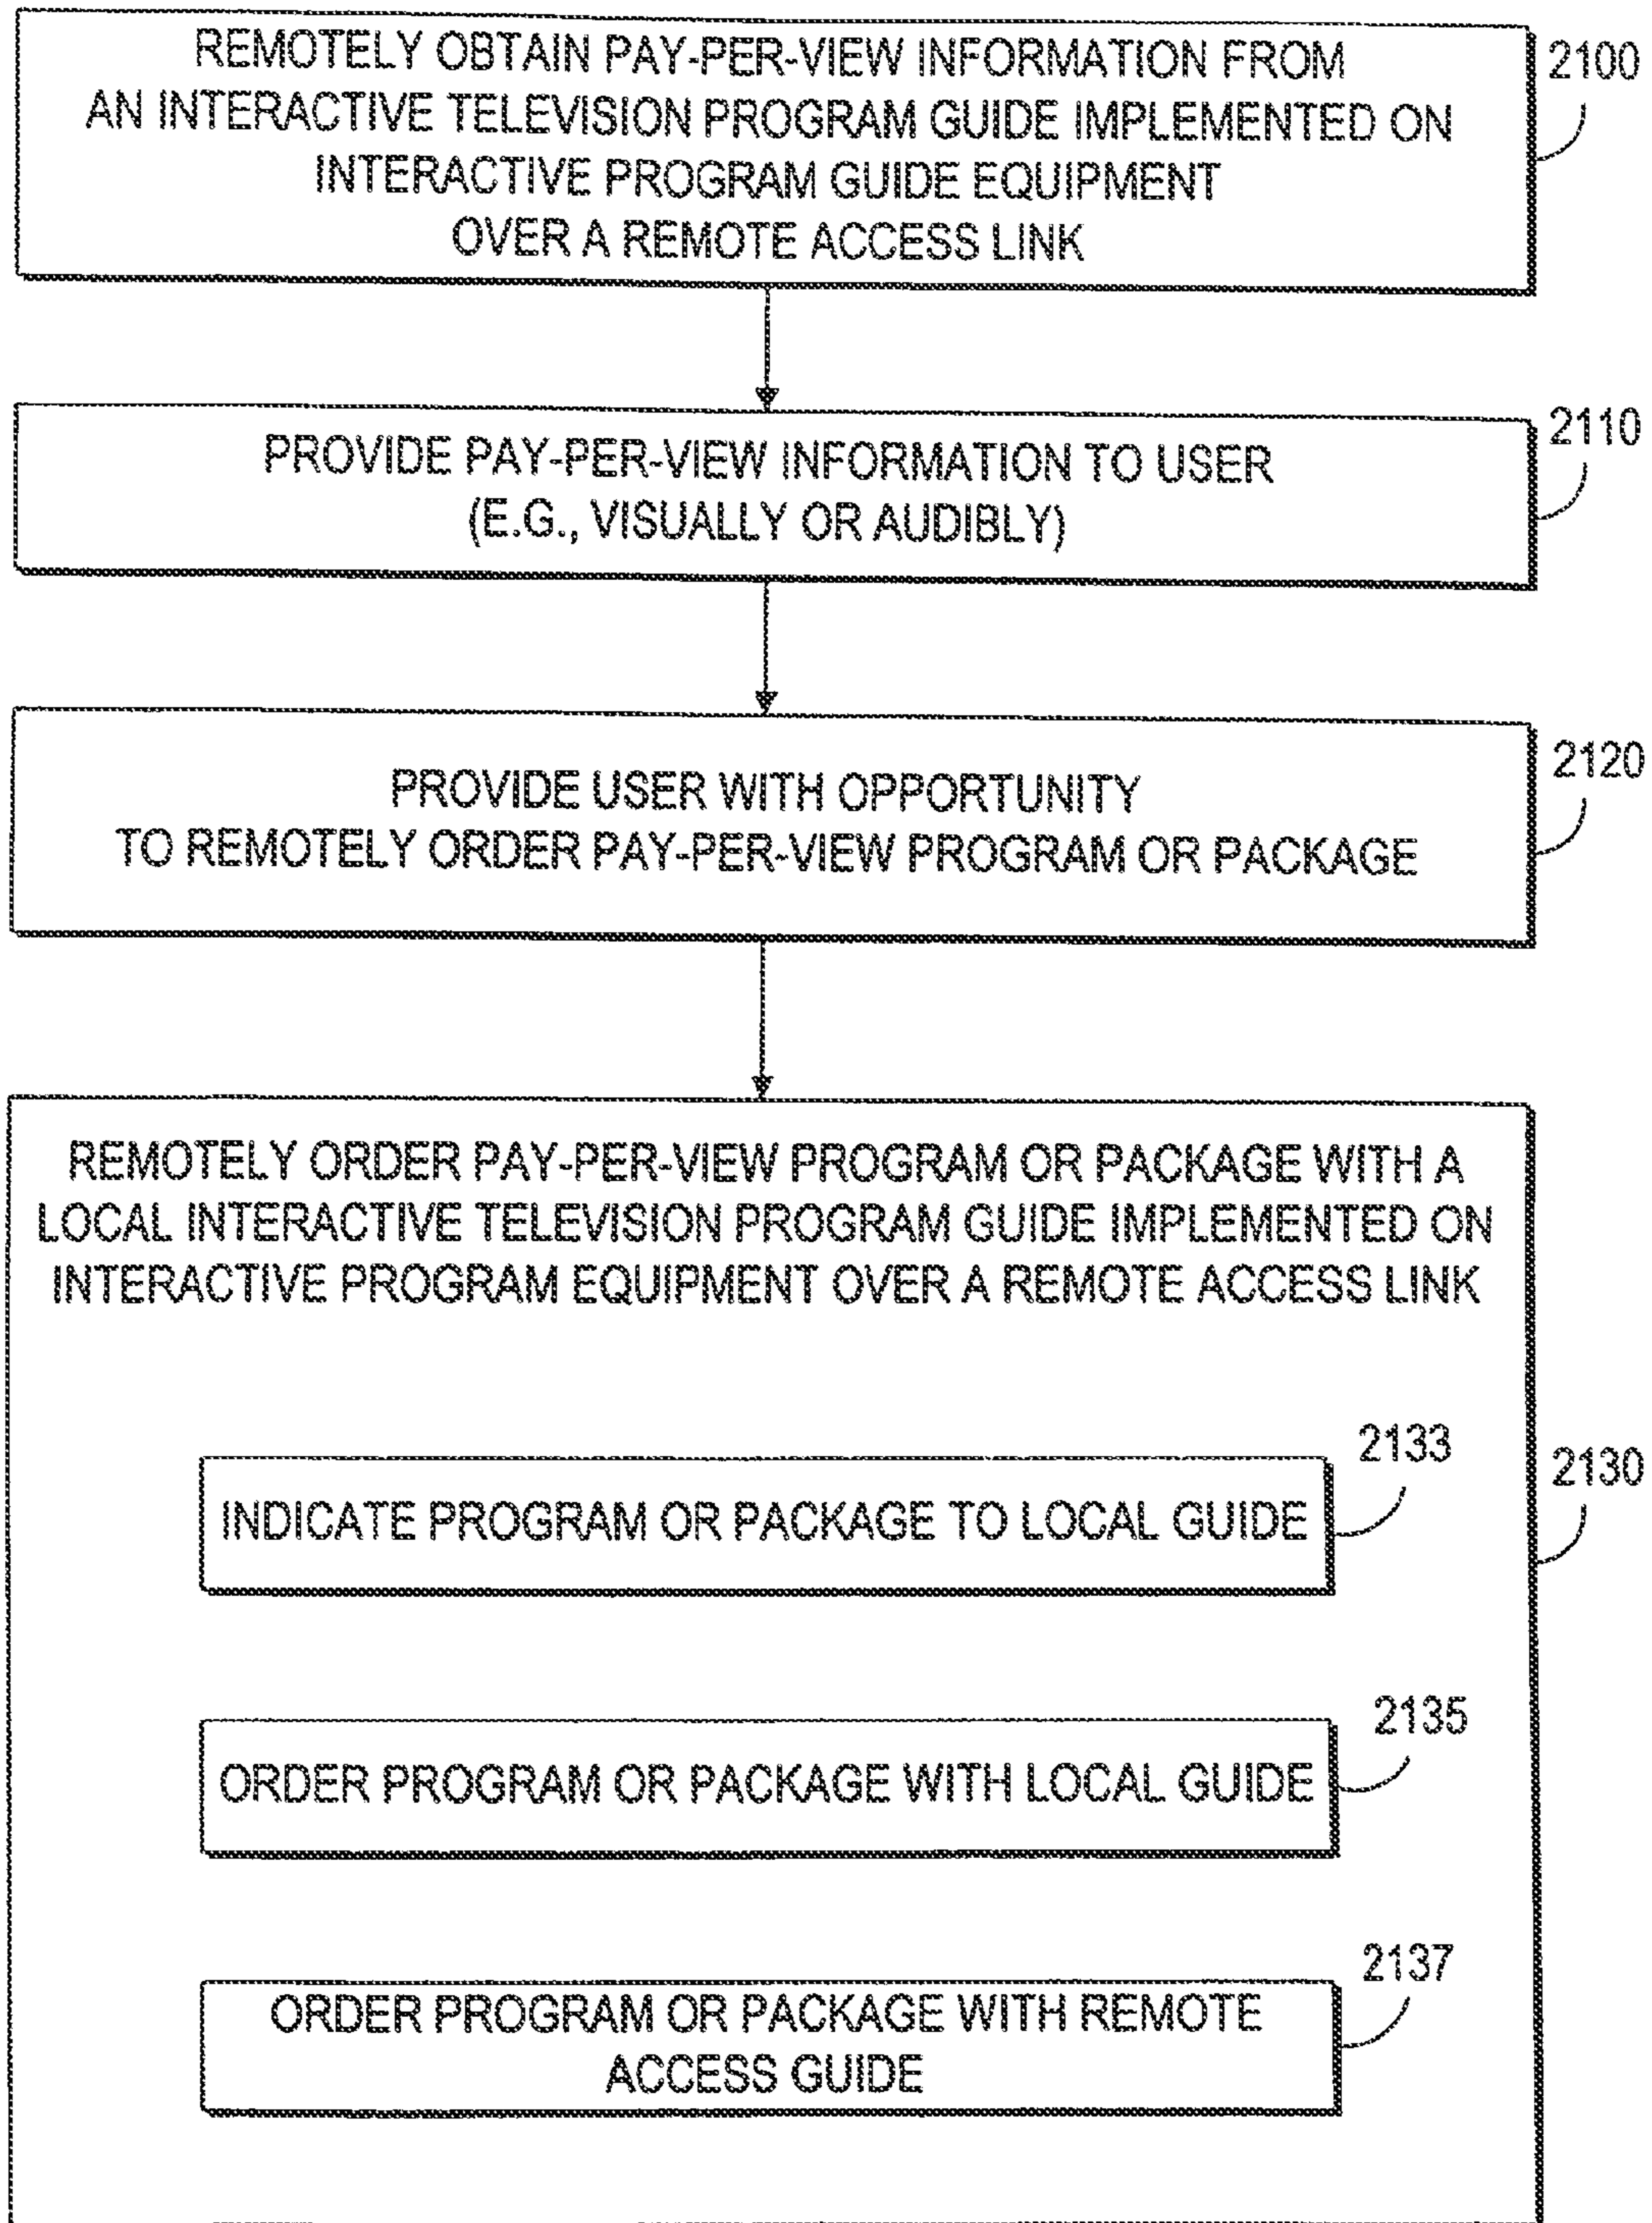 REMOTELY OBTAIN PAY-PER-VIEW INFORMATION FROM
AN INTERACTIVE TELEVISION PROGRAM GUIDE IMPLEMENTED ON
INTERACTIVE PROGRAM GUIDE EQUIPMENT
OVER A REMOTE ACCESS LINK
2100
PROVIDE PAY-PER-VIEW INFORMATION TO USER
(E.G., VISUALLY OR AUDIBLY)
2110
PROVIDE USER WITH OPPORTUNITY
TO REMOTELY ORDER PAY-PER-VIEW PROGRAM OR PACKAGE
2120
REMOTELY ORDER PAY-PER-VIEW PROGRAM OR PACKAGE WITH A
LOCAL INTERACTIVE TELEVISION PROGRAM GUIDE IMPLEMENTED ON
INTERACTIVE PROGRAM EQUIPMENT OVER A REMOTE ACCESS LINK
2130
INDICATE PROGRAM OR PACKAGE TO LOCAL GUIDE
2133
ORDER PROGRAM OR PACKAGE WITH LOCAL GUIDE
2135
ORDER PROGRAM OR PACKAGE WITH REMOTE
ACCESS GUIDE
2137